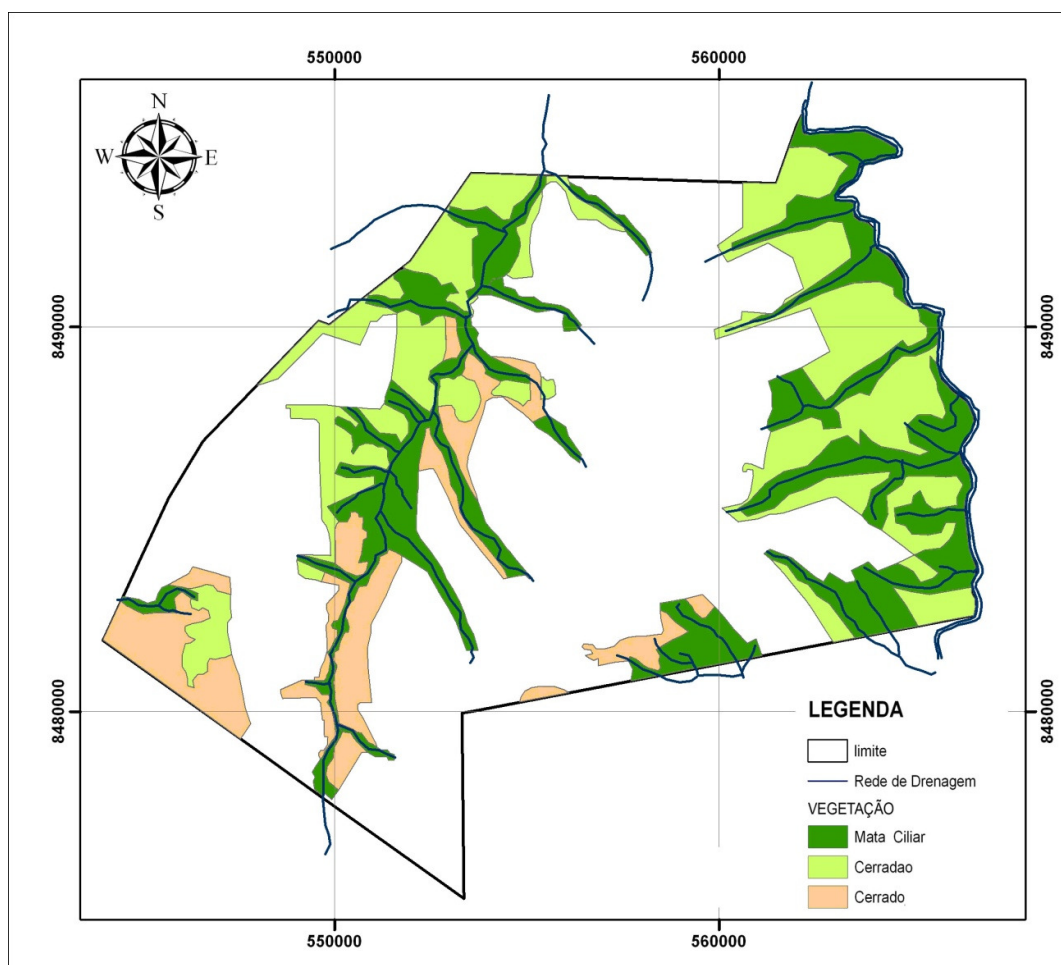 550000 560000
N
W E
S
8490000 8490000
8480000 8480000
LEGENDA
limite
Rede de Drenagem
VEGETAÇÃO
Mata Ciliar
Cerradao
Cerrado
550000 560000